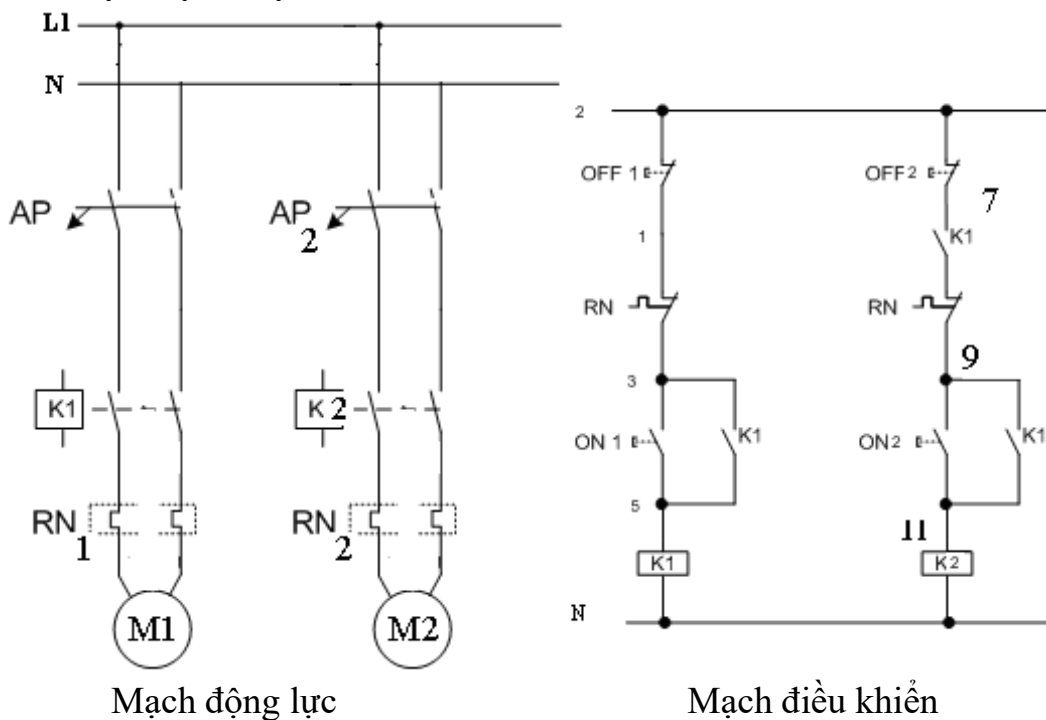 L1
N
AP
AP
2
K1
K 2
RN
1
RN
2
M1
M2
Mạch động lực
2
OFF 1
OFF 2
7
1
K1
RN
RN
9
3
ON 1
K1
ON 2
K1
5
11
K1
K2
N
Mạch điều khiển